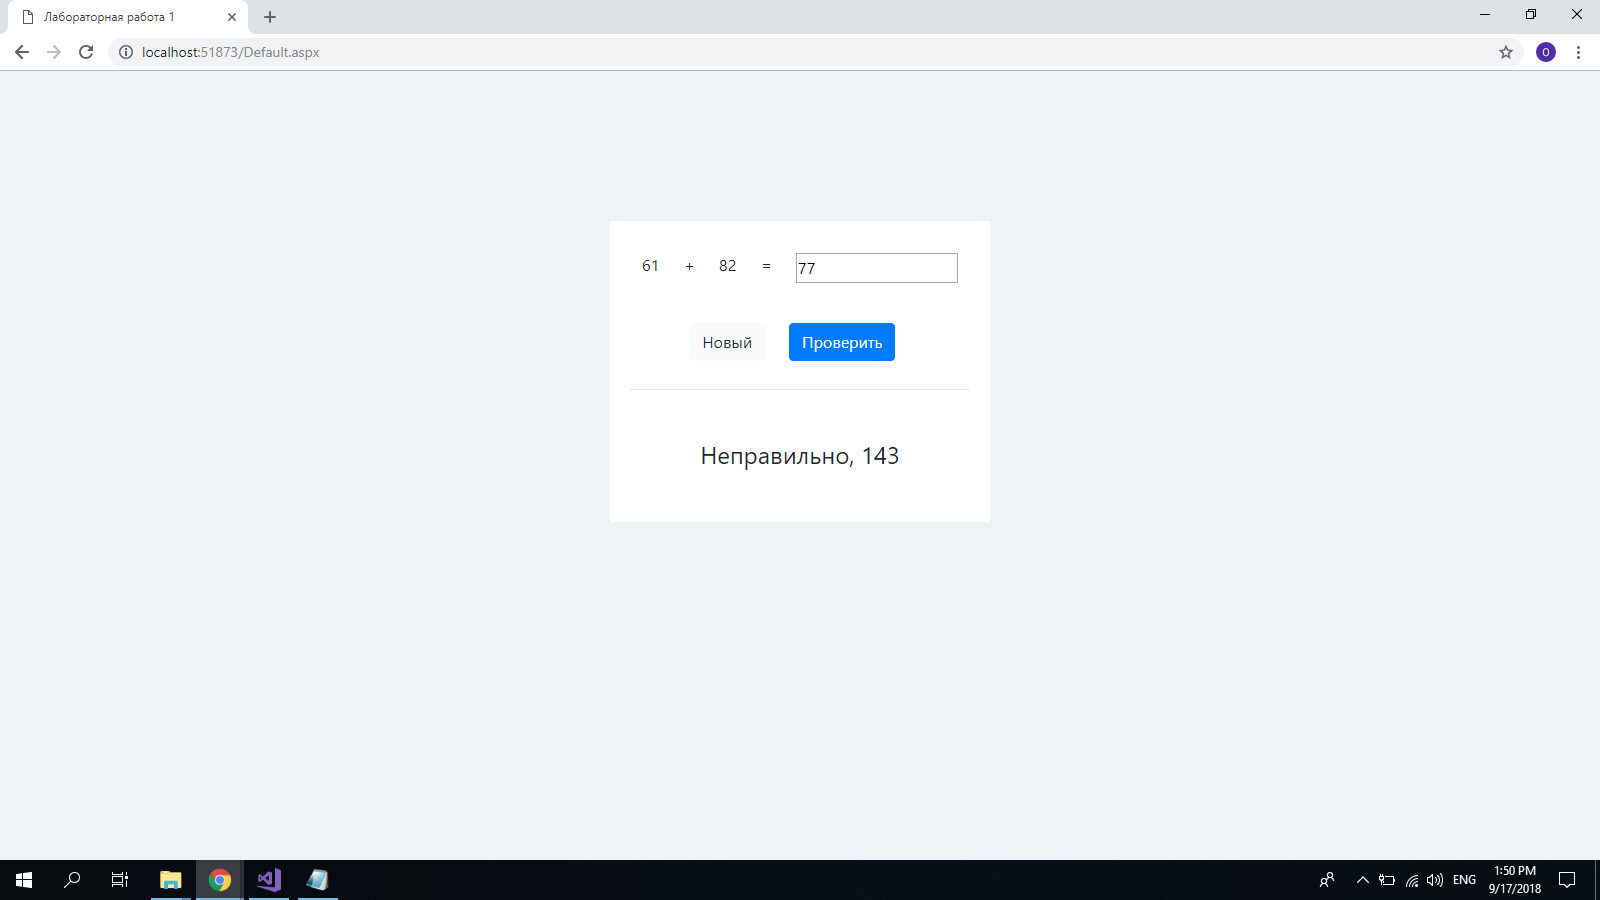 Лабораторная работа 1
localhost:51873/Default.aspx
O
61 + 82 = 77
Новый Проверить
Неправильно, 143
ENG
1:50 PM
9/17/2018